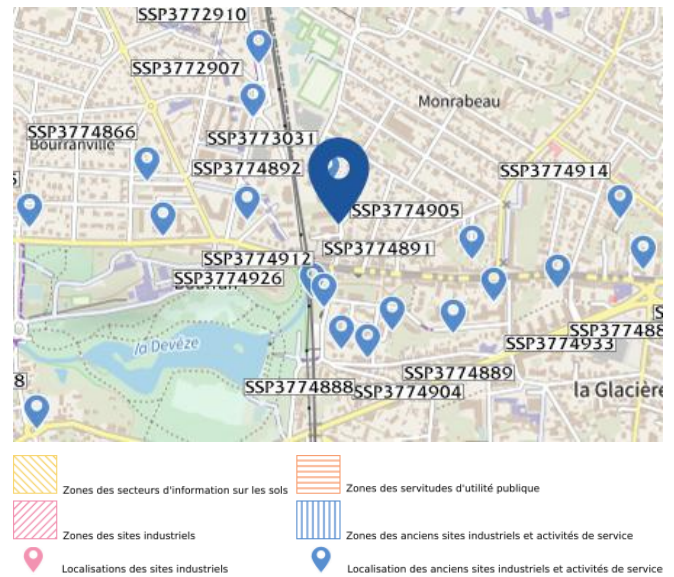 SSP3772910
SSP3772907
Monrabeau
SSP3774866
SSP3773031
Bourranville
SSP3774892
SSP3774914
SSP3774905
SSP3774891
SSP3774912
SSP3774926
SSP3774933
la Devèze
SSP3774889
SSP3774888
SSP3774904
la Glacière
8
Zones des secteurs d'information sur les sols
Zones des servitudes d'utilité publique
Zones des sites industriels
Zones des anciens sites industriels et activités de service
Localisations des sites industriels
Localisation des anciens sites industriels et activités de service